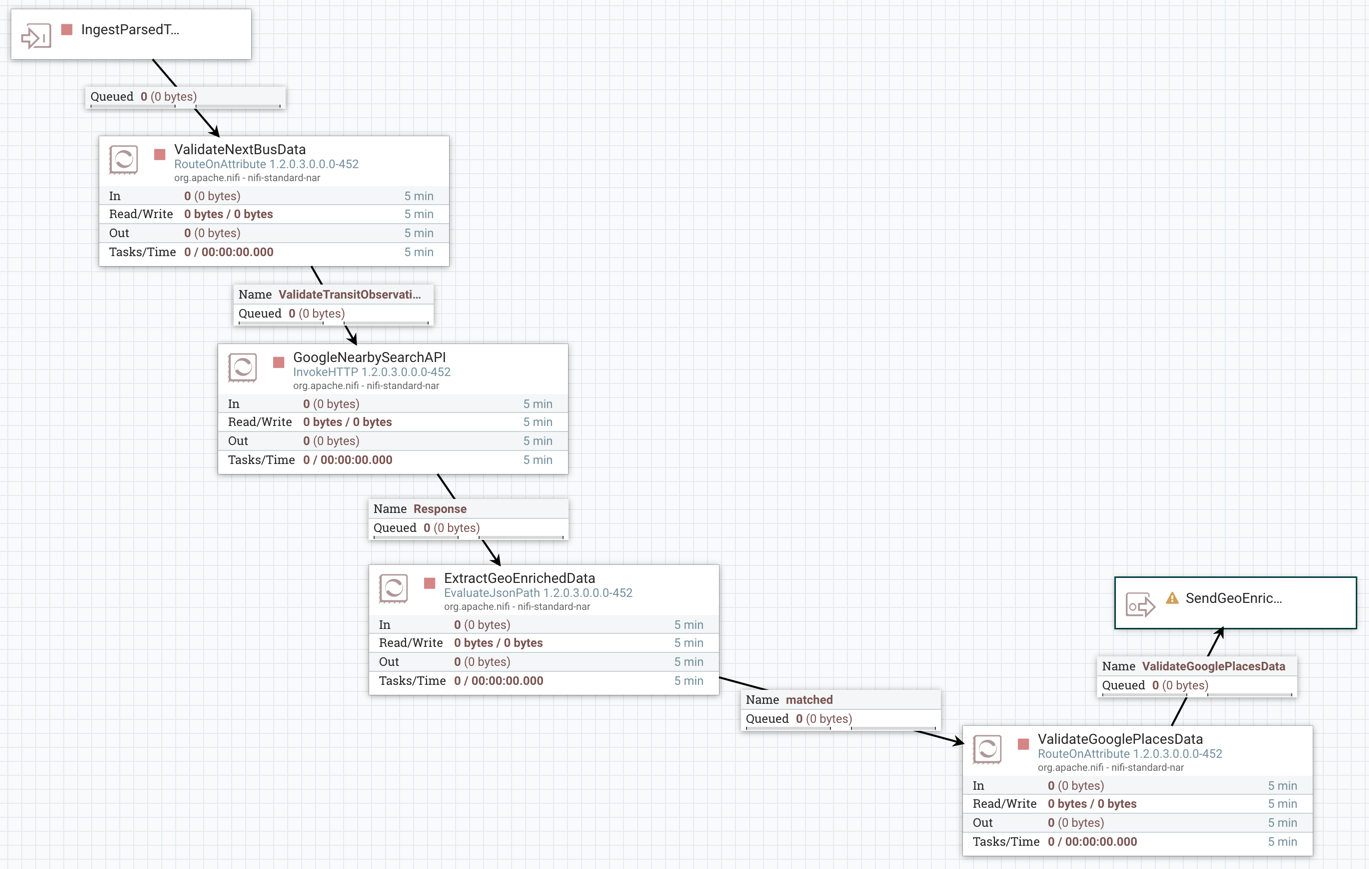 IngestParsedT...
Queued 0 (0 bytes)
ValidateNextBusData
RouteOnAttribute 1.2.0.3.0.0.0-452
org.apache.nifi - nifi-standard-nar
In 0 (0 bytes) 5 min
Read/Write 0 bytes / 0 bytes 5 min
Out 0 (0 bytes) 5 min
Tasks/Time 0 / 00:00:00.000 5 min
Name ValidateTransitObservati...
Queued 0 (0 bytes)
GoogleNearbySearchAPI
InvokeHTTP 1.2.0.3.0.0.0-452
org.apache.nifi - nifi-standard-nar
In 0 (0 bytes) 5 min
Read/Write 0 bytes / 0 bytes 5 min
Out 0 (0 bytes) 5 min
Tasks/Time 0 / 00:00:00.000 5 min
Name Response
Queued 0 (0 bytes)
ExtractGeoEnrichedData
EvaluateJsonPath 1.2.0.3.0.0.0-452
org.apache.nifi - nifi-standard-nar
In 0 (0 bytes) 5 min
Read/Write 0 bytes / 0 bytes 5 min
Out 0 (0 bytes) 5 min
Tasks/Time 0 / 00:00:00.000 5 min
Name matched
Queued 0 (0 bytes)
ValidateGooglePlacesData
RouteOnAttribute 1.2.0.3.0.0.0-452
org.apache.nifi - nifi-standard-nar
In 0 (0 bytes) 5 min
Read/Write 0 bytes / 0 bytes 5 min
Out 0 (0 bytes) 5 min
Tasks/Time 0 / 00:00:00.000 5 min
Name ValidateGooglePlacesData
Queued 0 (0 bytes)
SendGeoEnric...